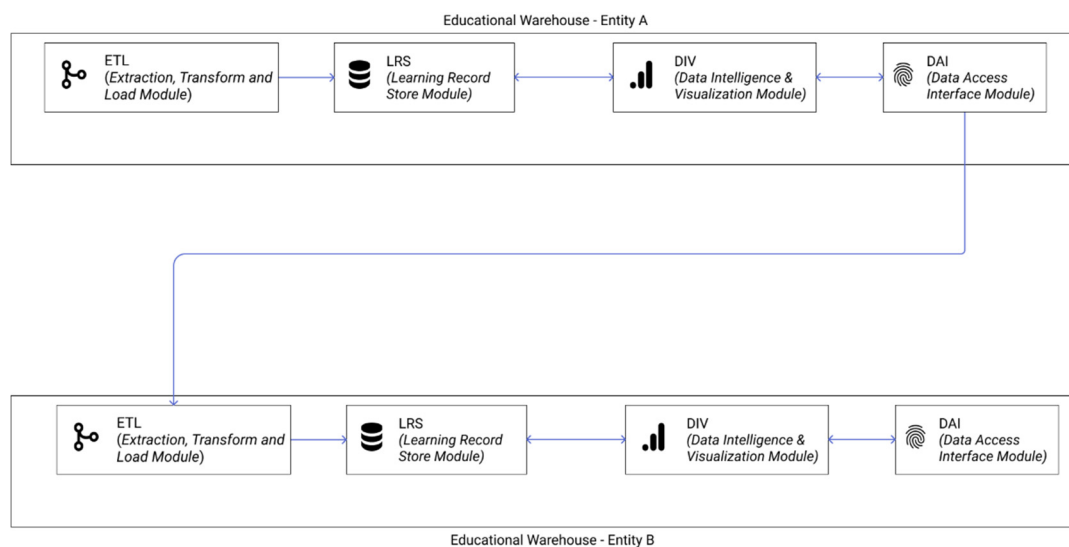 Educational Warehouse - Entity A
ETL
(Extraction, Transform and
Load Module)
LRS
(Learning Record
Store Module)
DIV
(Data Intelligence &
Visualization Module)
DAI
(Data Access
Interface Module)
ETL
(Extraction, Transform and
Load Module)
LRS
(Learning Record
Store Module)
DIV
(Data Intelligence &
Visualization Module)
DAI
(Data Access
Interface Module)
Educational Warehouse - Entity B